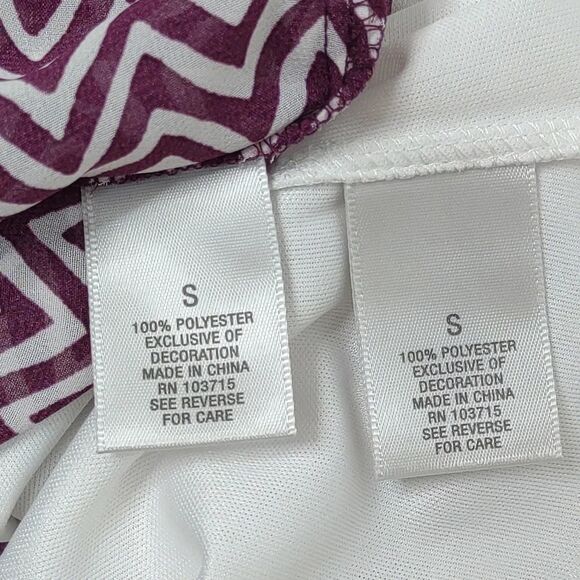 S
100% POLYESTER
EXCLUSIVE OF
DECORATION
MADE IN CHINA
RN 103715
SEE REVERSE
FOR CARE
S
100% POLYESTER
EXCLUSIVE OF
DECORATION
MADE IN CHINA
RN 103715
SEE REVERSE
FOR CARE